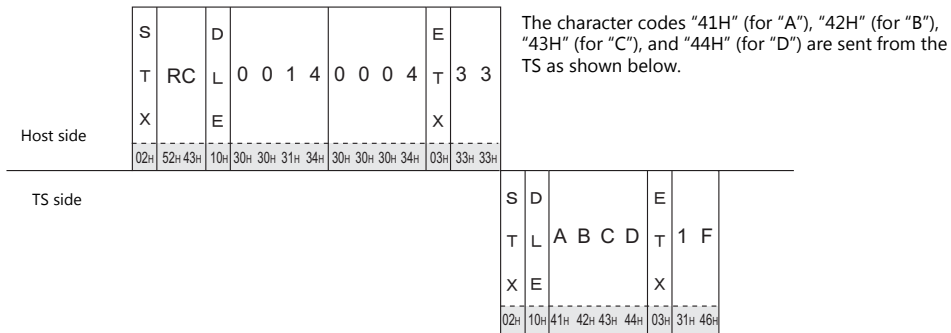 S D E
T RC L 0 0 1 4 0 0 0 4 T 3 3
X E X
02H 52H 43H 10H 30H 30H 31H 34H 30H 30H 30H 34H 03H 33H 33H
The character codes “41H” (for “A”), “42H” (for “B”),
“43H” (for “C”), and “44H” (for “D”) are sent from the
TS as shown below.
Host side
TS side
S D E
T L A B C D T 1 F
X E X
02H 10H 41H 42H 43H 44H 03H 31H 46H